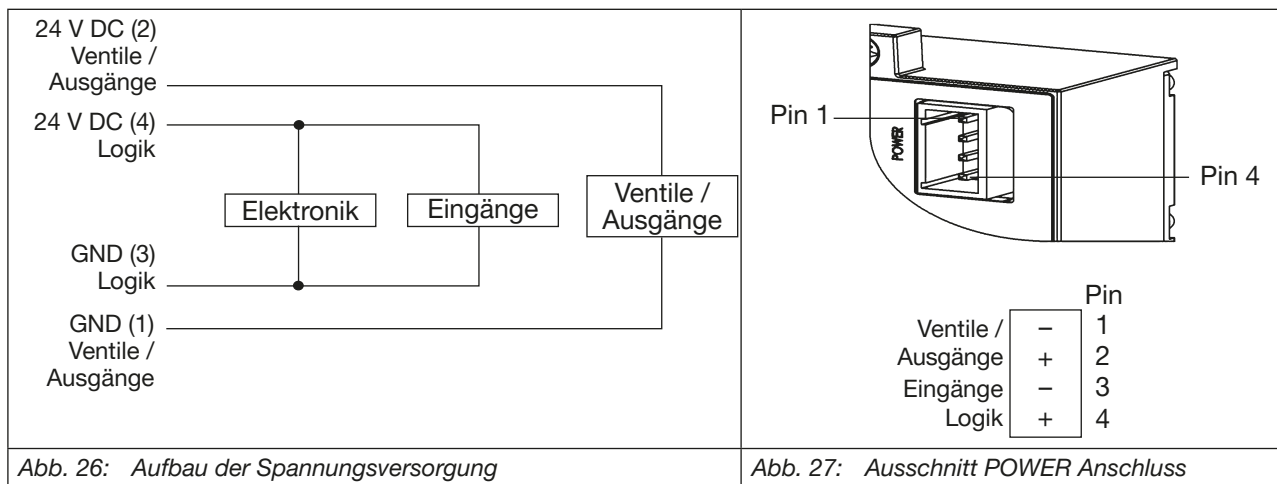 24 V DC (2)
Ventile /
Ausgänge
24 V DC (4)
Logik
Elektronik
Eingänge
Ventile /
Ausgänge
GND (3)
Logik
GND (1)
Ventile /
Ausgänge
Abb. 26: Aufbau der Spannungsversorgung
Pin 1
POWER
Pin 4
Pin
Ventile / – 1
Ausgänge + 2
Eingänge – 3
Logik + 4
Abb. 27: Ausschnitt POWER Anschluss